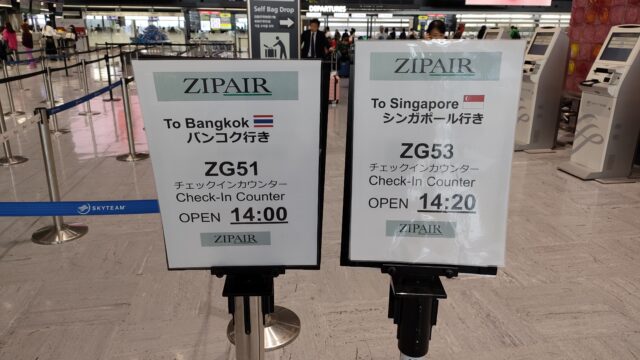 Self Bag Drop
DEPARTURES
ZIPAIR
To Bangkok
バンコク行き
ZG51
チェックインカウンター
Check-In Counter
OPEN 14:00
ZIPAIR
ZIPAIR
To Singapore
シンガポール行き
ZG53
チェックインカウンター
Check-In Counter
OPEN 14:20
ZIPAIR
SKYTEAM